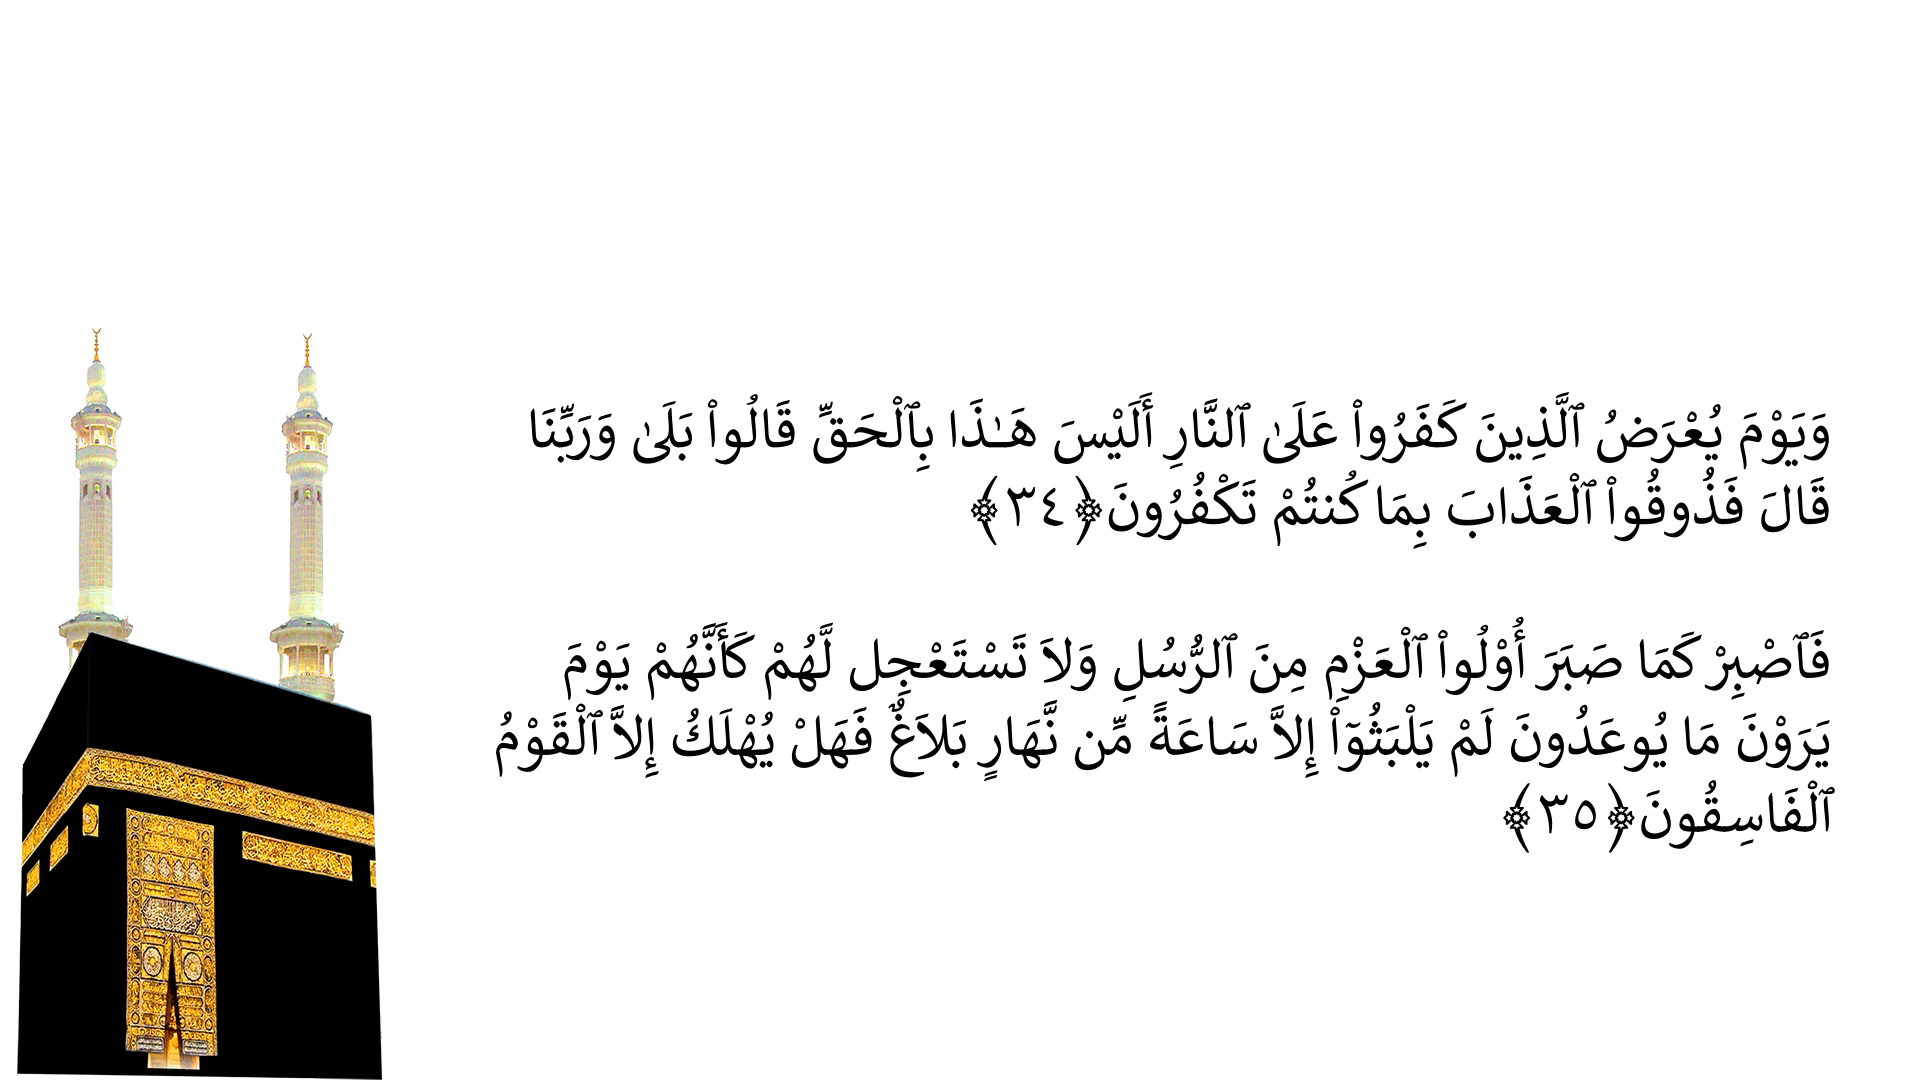 وَيَوْمَ يُعْرَضُ ٱلَّذِينَ كَفَرُواْ عَلَىٰ ٱلنَّارِ أَلَيْسَ هَـٰذَا بِٱلْحَقِّ قَالُواْ بَلَىٰ وَرَبِّنَا
قَالَ فَذُوقُواْ ٱلْعَذَابَ بِمَا كُنتُمْ تَكْفُرُونَ ﴿٣٤﴾
فَٱصْبِرْ كَمَا صَبَرَ أُوْلُواْ ٱلْعَزْمِ مِنَ ٱلرُّسُلِ وَلاَ تَسْتَعْجِل لَّهُمْ كَأَنَّهُمْ يَوْمَ
يَرَوْنَ مَا يُوعَدُونَ لَمْ يَلْبَثُوۤاْ إِلاَّ سَاعَةً مِّن نَّهَارٍ بَلاَغٌ فَهَلْ يُهْلَكُ إِلاَّ ٱلْقَوْمُ
ٱلْفَاسِقُونَ ﴿٣٥﴾